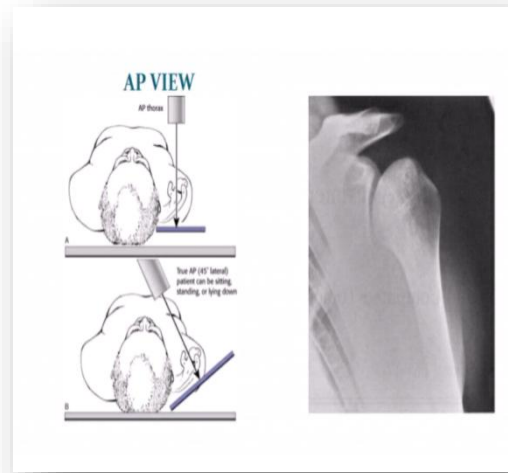 AP VIEW
AP thorax
A
True AP (45° lateral)
patient can be sitting,
standing, or lying down
B